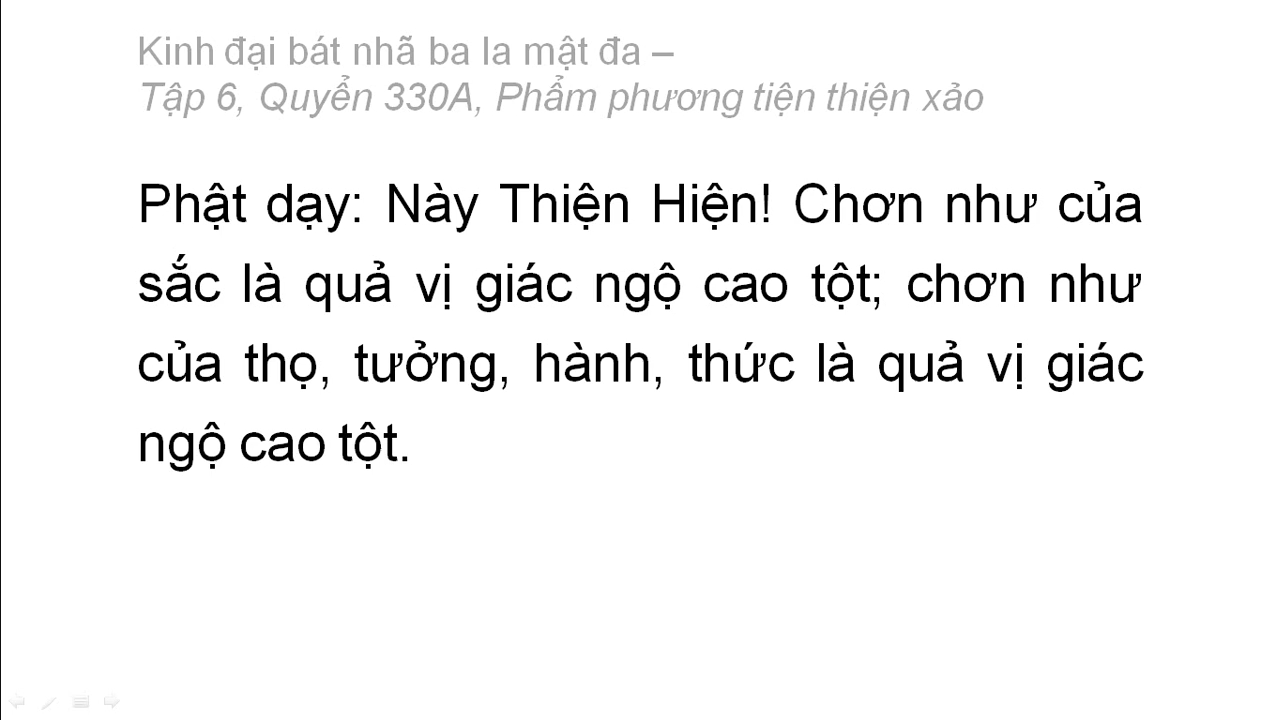 Kinh đại bát nhã ba la mật đa –
Tập 6, Quyển 330A, Phẩm phương tiện thiện xảo
Phật dạy: Này Thiện Hiện! Chơn như của
sắc là quả vị giác ngộ cao tột; chơn như
của thọ, tưởng, hành, thức là quả vị giác
ngộ cao tột.